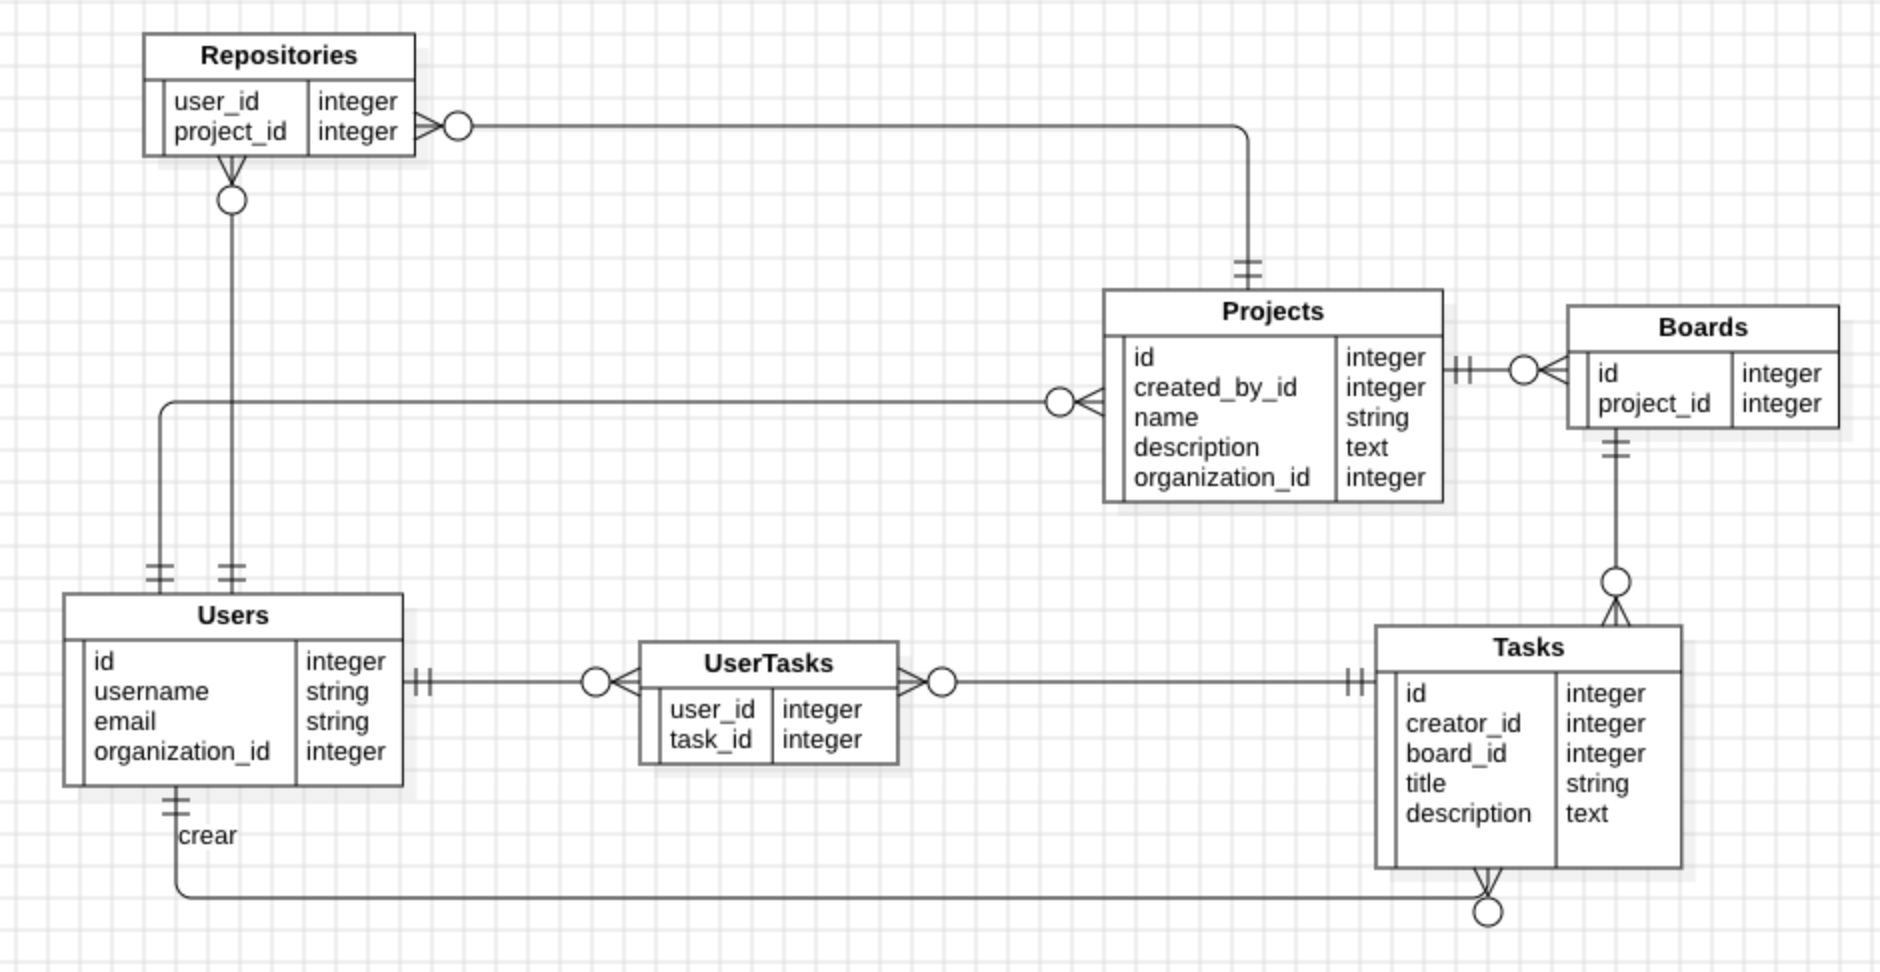 Repositories
user_id integer
project_id integer
Projects
id integer
created_by_id integer
name string
description text
organization_id integer
Boards
id integer
project_id integer
Users
id integer
username string
email string
organization_id integer
UserTasks
user_id integer
task_id integer
Tasks
id integer
creator_id integer
board_id integer
title string
description text
crear